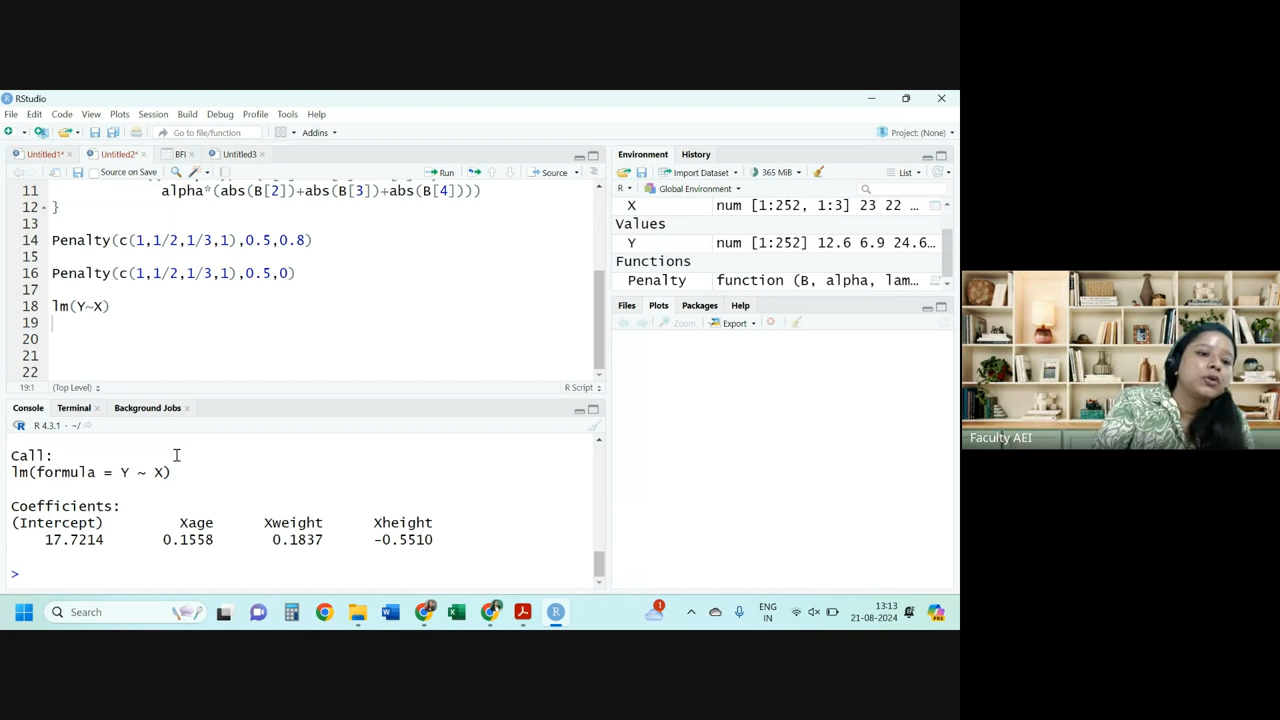 RStudio
File Edit Code View Plots Session Build Debug Profile Tools Help
Go to file/function Addins Project: (None)
Untitled1* Untitled2* BFI Untitled3
Source on Save Run Source
11 alpha*(abs(B[2])+abs(B[3])+abs(B[4])))
12 }
13
14 Penalty(c(1,1/2,1/3,1),0.5,0.8)
15
16 Penalty(c(1,1/2,1/3,1),0.5,0)
17
18 lm(Y~X)
19
20
21
22
19:1 (Top Level) R Script
Console Terminal Background Jobs
R 4.3.1 · ~/
Call:
lm(formula = Y ~ X)
Coefficients:
(Intercept) Xage Xweight Xheight
17.7214 0.1558 0.1837 -0.5510
>
Environment History
Import Dataset 365 MiB List
R Global Environment
X num [1:252, 1:3] 23 22 ...
Values
Y num [1:252] 12.6 6.9 24.6…
Functions
Penalty function (B, alpha, lam…
Files Plots Packages Help
Zoom Export
Faculty AEI
Search
1
ENG
IN
13:13
21-08-2024